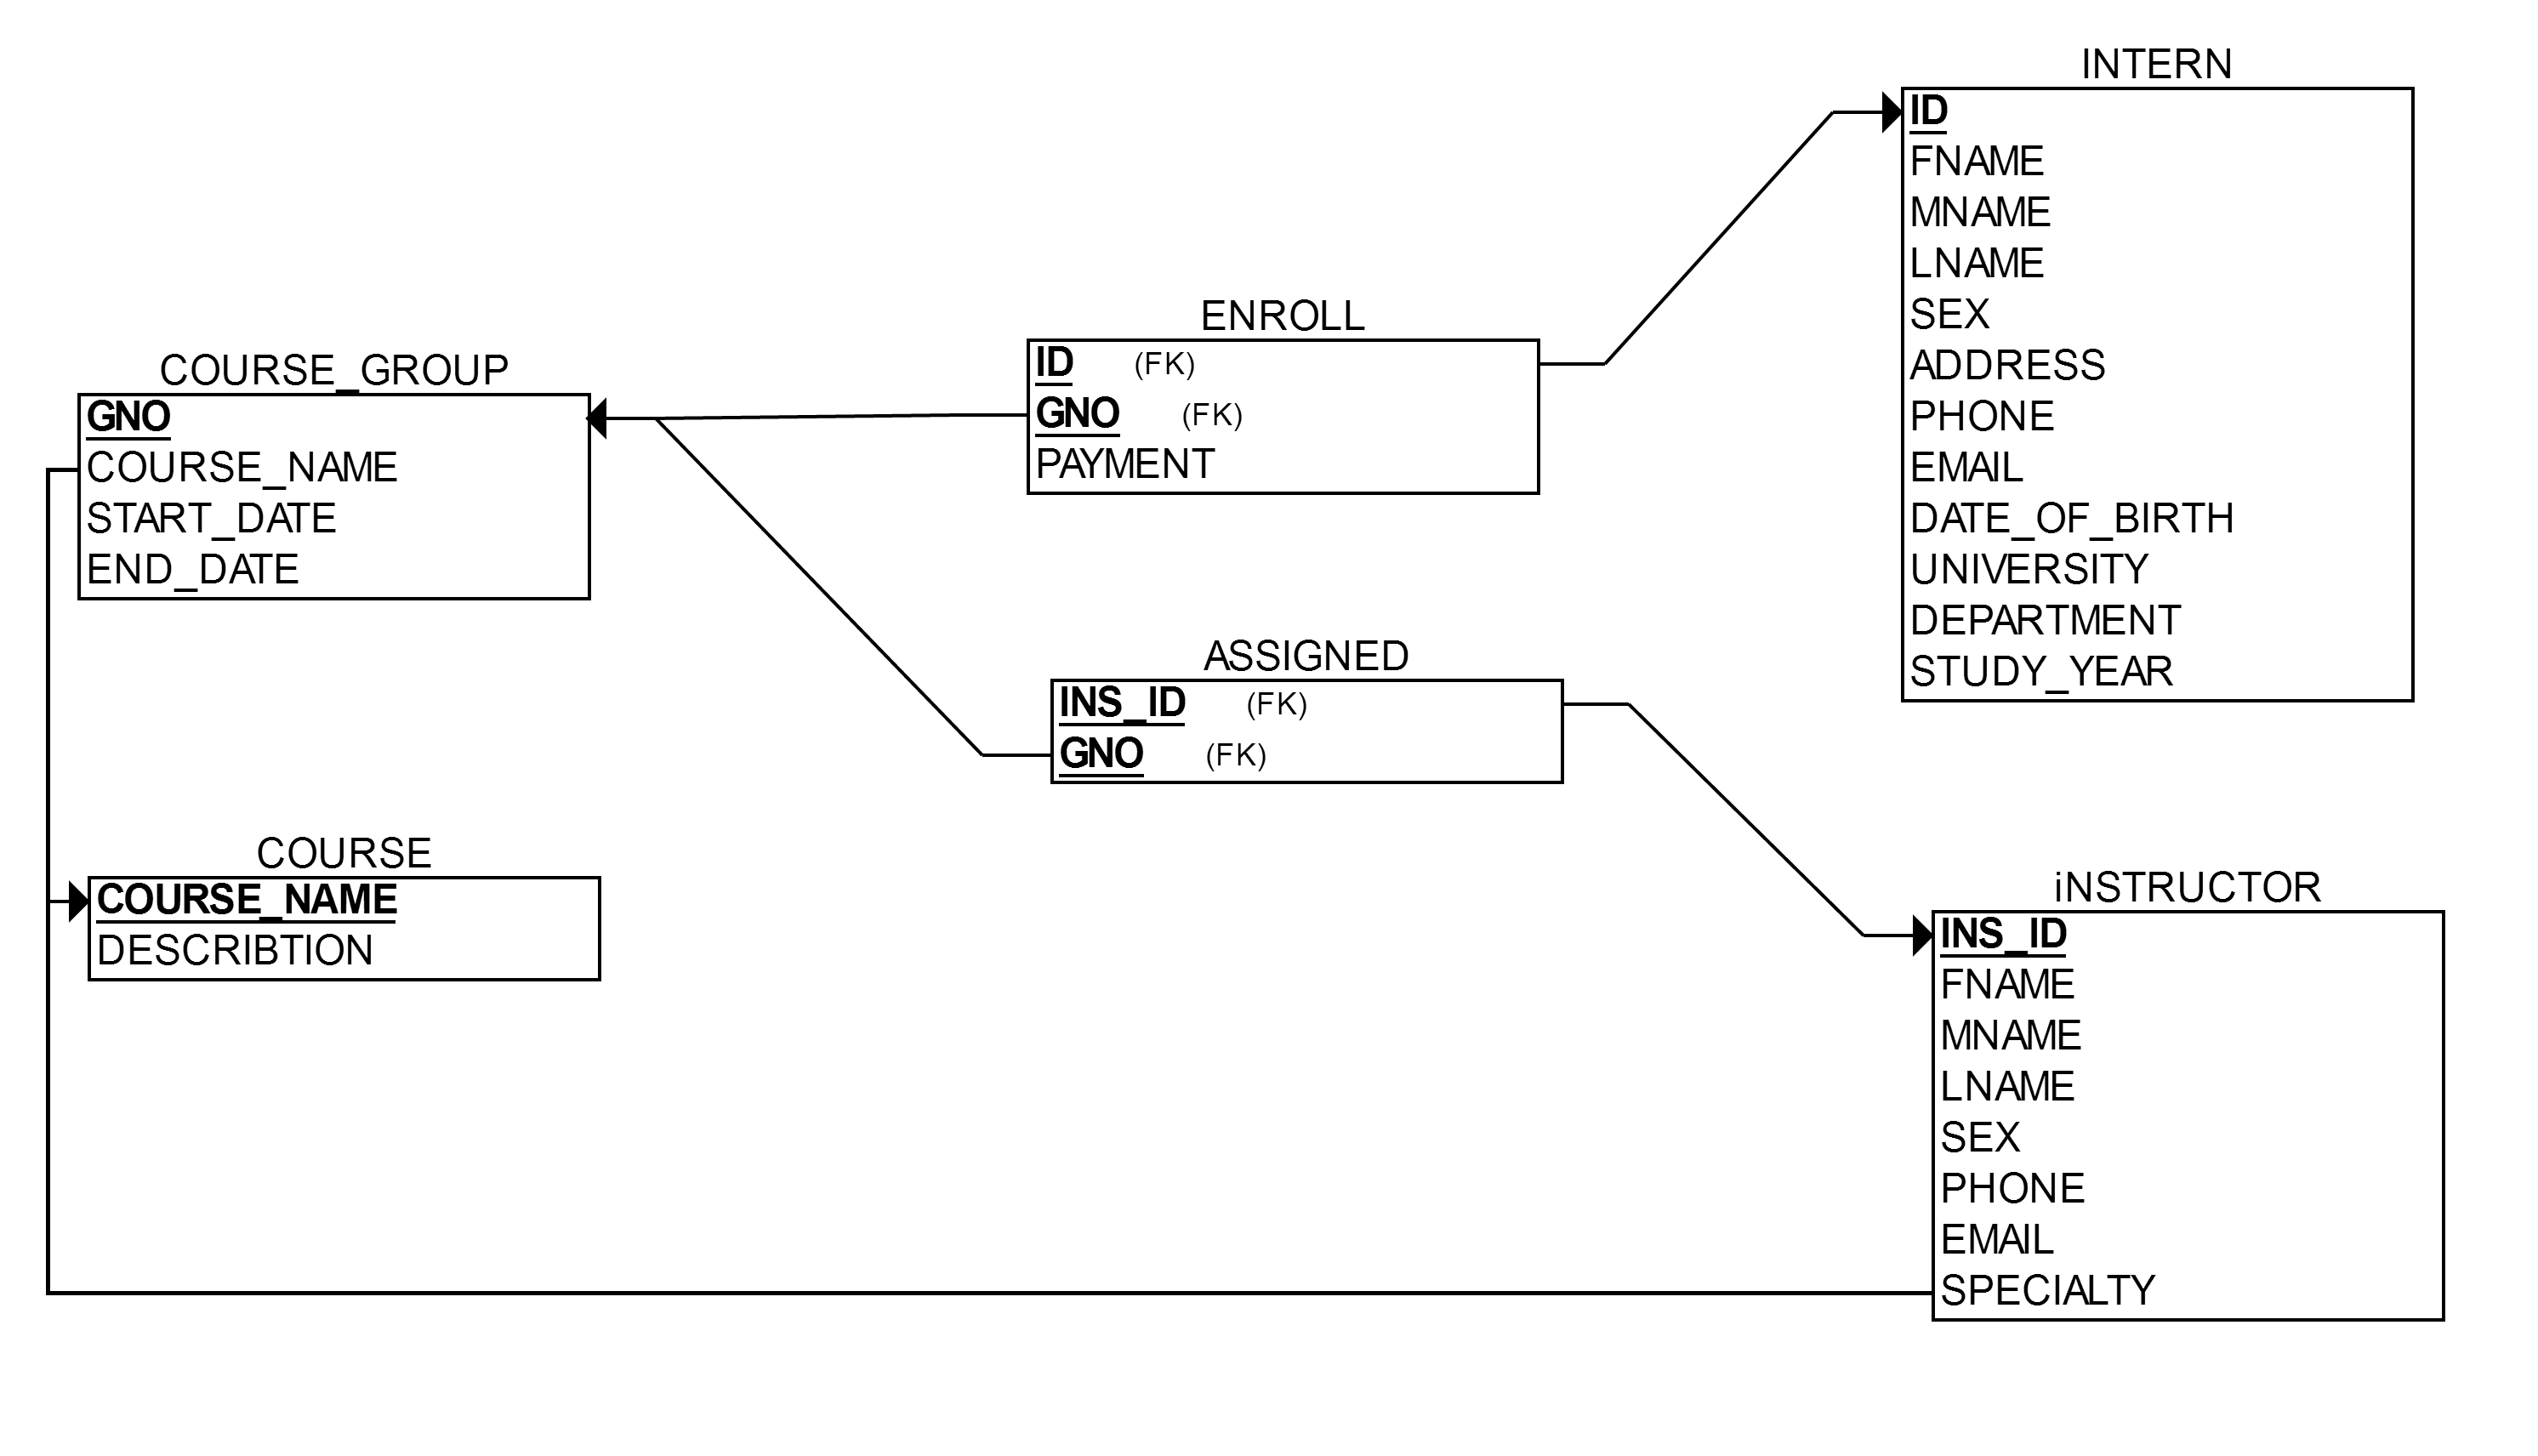 INTERN
ID
FNAME
MNAME
LNAME
SEX
ADDRESS
PHONE
EMAIL
DATE_OF_BIRTH
UNIVERSITY
DEPARTMENT
STUDY_YEAR
ENROLL
ID (FK)
GNO (FK)
PAYMENT
COURSE_GROUP
GNO
COURSE_NAME
START_DATE
END_DATE
ASSIGNED
INS_ID (FK)
GNO (FK)
COURSE
COURSE_NAME
DESCRIBTION
iNSTRUCTOR
INS_ID
FNAME
MNAME
LNAME
SEX
PHONE
EMAIL
SPECIALTY